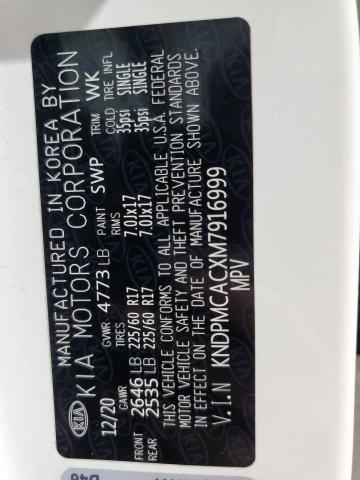 MANUFACTURED IN KOREA BY
KIA KIA MOTORS CORPORATION
12/20 GVWR 4773 LB PAINT SWP TRIM WK
GAWR TIRES RIMS COLD TIRE INFL
FRONT 2646 LB 225/60 R17 7.0Jx17 35psi SINGLE
REAR 2535 LB 225/60 R17 7.0Jx17 35psi SINGLE
THIS VEHICLE CONFORMS TO ALL APPLICABLE U.S.A. FEDERAL
MOTOR VEHICLE SAFETY AND THEFT PREVENTION STANDARDS
IN EFFECT ON THE DATE OF MANUFACTURE SHOWN ABOVE.
V.I.N KNDPMCACXM7916999
MPV